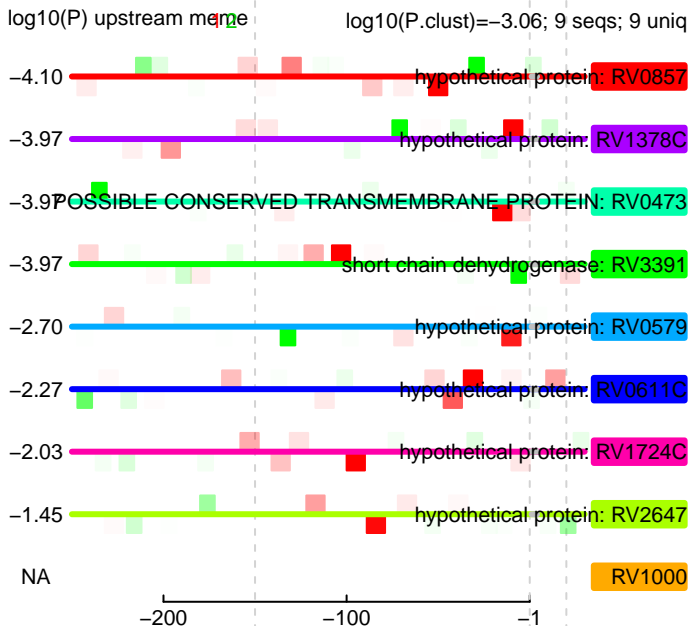 log10(P) upstream meme 1 2 log10(P.clust)=−3.06; 9 seqs; 9 uniq
−4.10 hypothetical protein: RV0857
−3.97 hypothetical protein: RV1378C
−3.97 POSSIBLE CONSERVED TRANSMEMBRANE PROTEIN: RV0473
−3.97 short chain dehydrogenase: RV3391
−2.70 hypothetical protein: RV0579
−2.27 hypothetical protein: RV0611C
−2.03 hypothetical protein: RV1724C
−1.45 hypothetical protein: RV2647
NA RV1000
−200 −100 −1